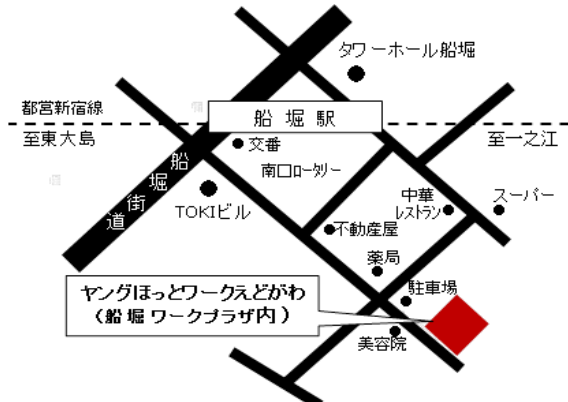 タワーホール船堀
都営新宿線
船堀駅
至東大島
至一之江
交番
船堀街道
南口ロータリー
TOKIビル
中華
レストラン
スーパー
不動産屋
薬局
ヤングほっとワークえどがわ
（船堀ワークプラザ内）
駐車場
美容院